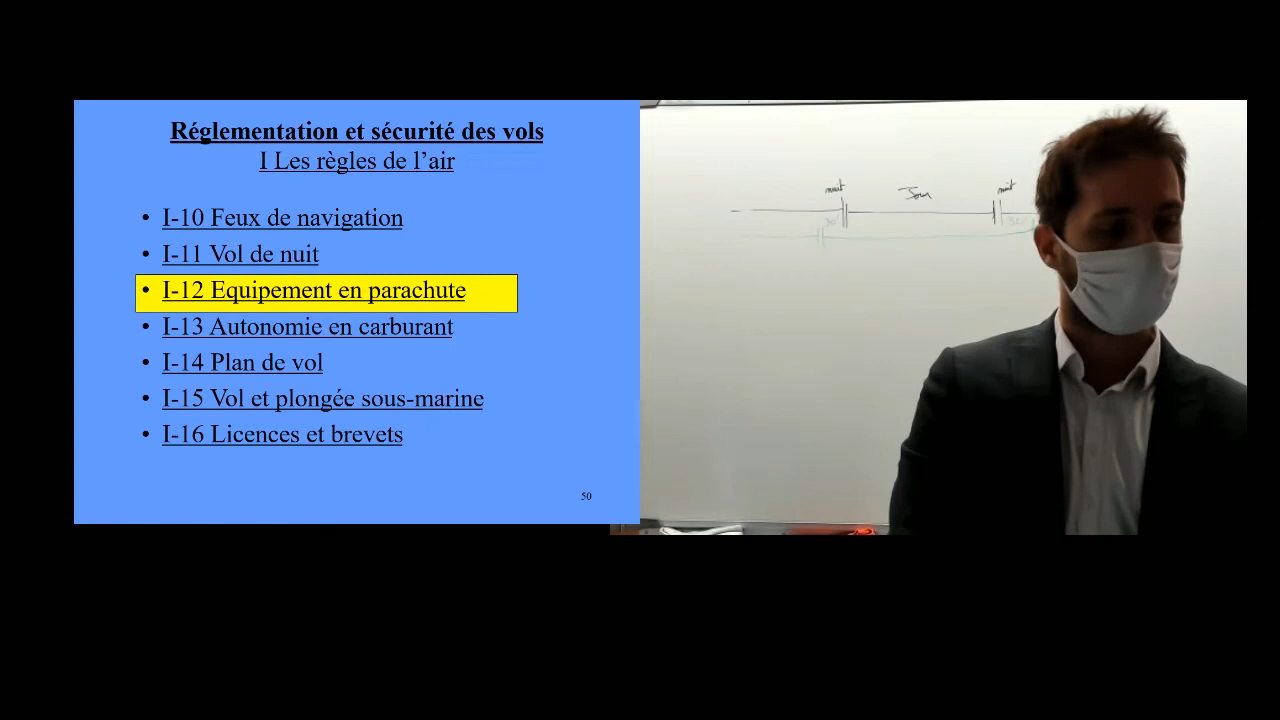 Réglementation et sécurité des vols
I Les règles de l’air
• I-10 Feux de navigation
• I-11 Vol de nuit
• I-12 Equipement en parachute
• I-13 Autonomie en carburant
• I-14 Plan de vol
• I-15 Vol et plongée sous-marine
• I-16 Licences et brevets
50
nuit
Jour
nuit